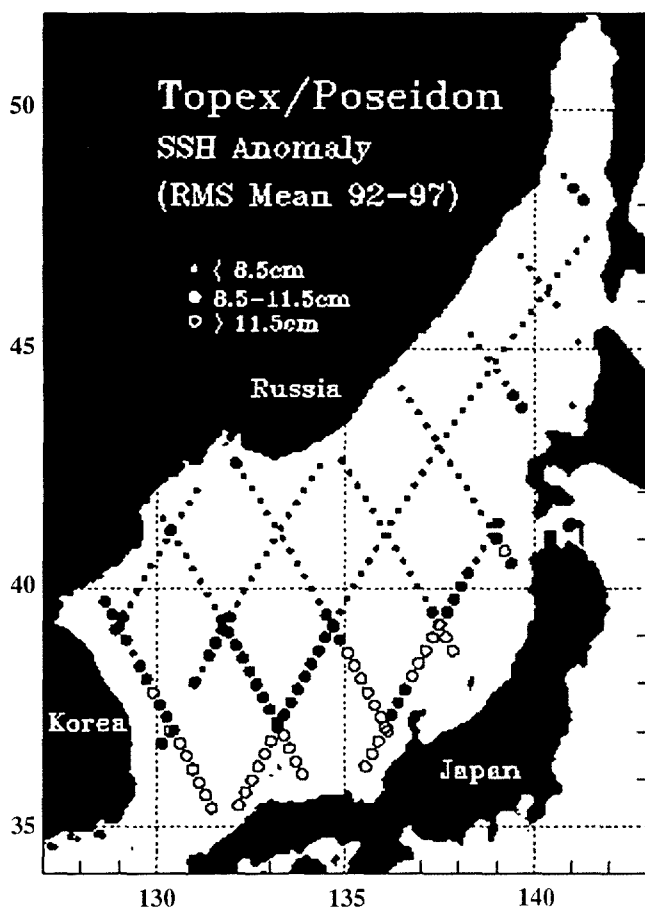 50
Topex/Poseidon
SSH Anomaly
(RMS Mean 92-97)
< 8.5cm
8.5-11.5cm
> 11.5cm
45
Russia
40
Korea
Japan
35
130 135 140